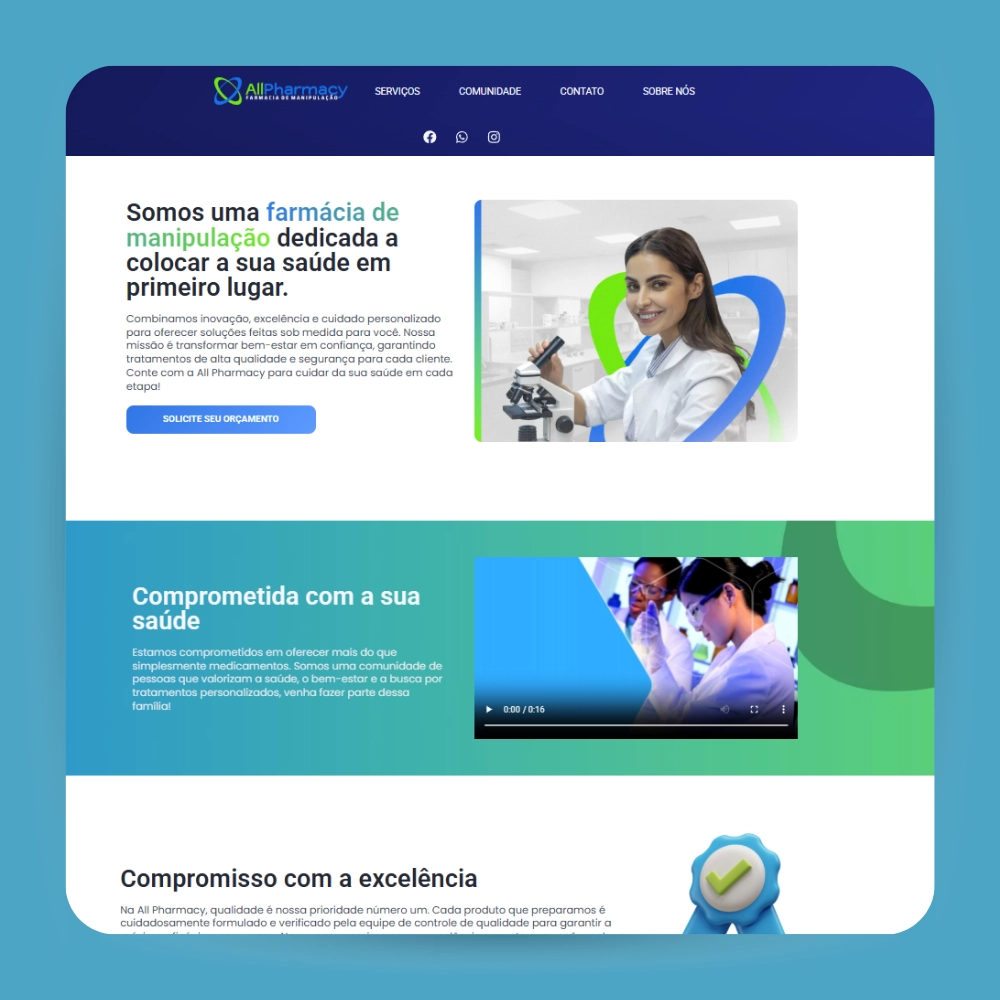 AllPharmacy
FARMÁCIA DE MANIPULAÇÃO
SERVIÇOS
COMUNIDADE
CONTATO
SOBRE NÓS
Somos uma farmácia de
manipulação dedicada a
colocar a sua saúde em
primeiro lugar.
Combinamos inovação, excelência e cuidado personalizado
para oferecer soluções feitas sob medida para você. Nossa
missão é transformar bem-estar em confiança, garantindo
tratamentos de alta qualidade e segurança para cada cliente.
Conte com a All Pharmacy para cuidar da sua saúde em cada
etapa!
SOLICITE SEU ORÇAMENTO
Comprometida com a sua
saúde
Estamos comprometidos em oferecer mais do que
simplesmente medicamentos. Somos uma comunidade de
pessoas que valorizam a saúde, o bem-estar e a busca por
tratamentos personalizados, venha fazer parte dessa
família!
0:00 / 0:16
Compromisso com a excelência
Na All Pharmacy, qualidade é nossa prioridade número um. Cada produto que preparamos é
cuidadosamente formulado e verificado pela equipe de controle de qualidade para garantir a